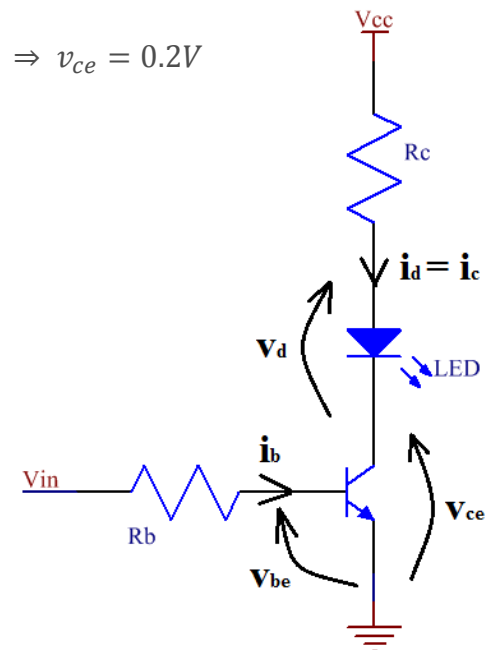 Vcc
⇒ v_ce = 0.2V
Rc
i_d = i_c
v_d
LED
i_b
Vin
v_ce
Rb
v_be